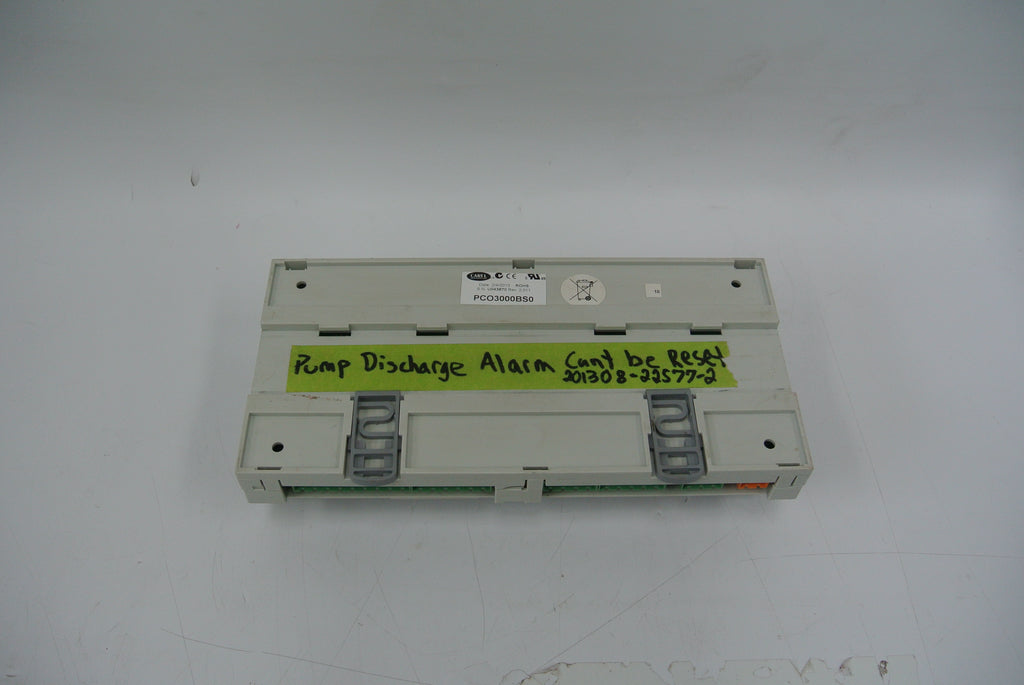 CAREL
PCO3000BS0
Pump Discharge Alarm Cant be Reset
201308-22577-2